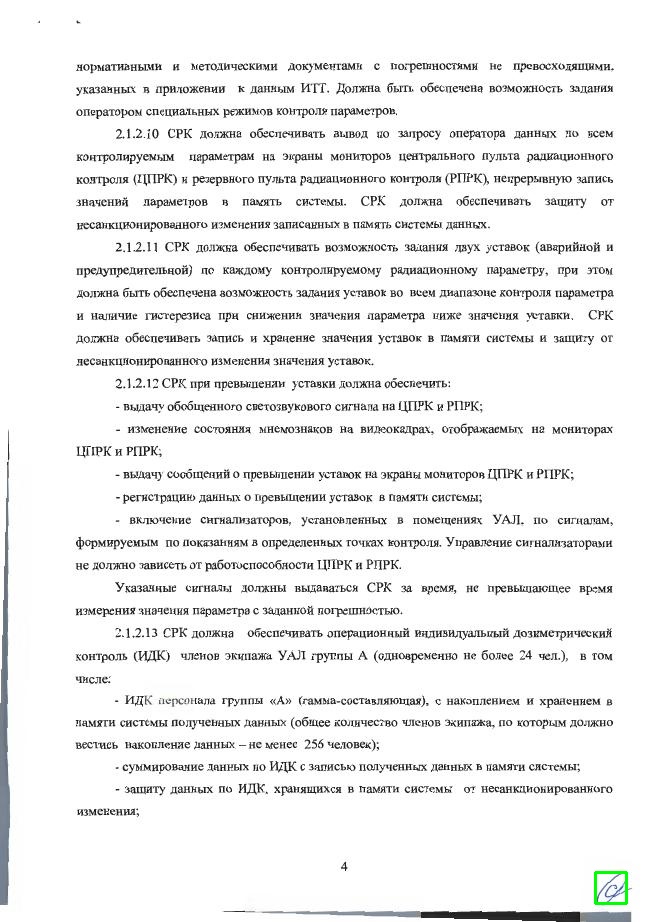 нормативными и методическими документами с погрешностями не превосходящими,
указанных в приложении к данным ИТТ. Должна быть обеспечена возможность задания
оператором специальных режимов контроля параметров.
2.1.2.10 СРК должна обеспечивать вывод по запросу оператора данных по всем
контролируемым параметрам на экраны мониторов центрального пульта радиационного
контроля (ЦПРК) и резервного пульта радиационного контроля (РПРК), непрерывную запись
значений параметров в память системы. СРК должна обеспечивать защиту от
несанкционированного изменения записанных в память системы данных.
2.1.2.11 СРК должна обеспечивать возможность задания двух уставок (аварийной и
предупредительной) по каждому контролируемому радиационному параметру, при этом
должна быть обеспечена возможность задания уставок во всем диапазоне контроля параметра
и наличие гистерезиса при снижении значения параметра ниже значения уставки. СРК
должна обеспечивать запись и хранение значения уставок в памяти системы и защиту от
несанкционированного изменения значения уставок.
2.1.2.12 СРК при превышении уставки должна обеспечить:
- выдачу обобщенного светозвукового сигнала на ЦПРК и РПРК;
- изменение состояния мнемознаков на видеокадрах, отображаемых на мониторах
ЦПРК и РПРК;
- выдачу сообщений о превышении уставок на экраны мониторов ЦПРК и РПРК;
- регистрацию данных о превышении уставок в памяти системы;
- включение сигнализаторов, установленных в помещениях УАЛ, по сигналам,
формируемым по показаниям в определенных точках контроля. Управление сигнализаторами
не должно зависеть от работоспособности ЦПРК и РПРК.
Указанные сигналы должны выдаваться СРК за время, не превышающее время
измерения значения параметра с заданной погрешностью.
2.1.2.13 СРК должна обеспечивать операционный индивидуальный дозиметрический
контроль (ИДК) членов экипажа УАЛ группы А (одновременно не более 24 чел.), в том
числе:
- ИДК персонала группы «А» (гамма-составляющая), с накоплением и хранением в
памяти системы полученных данных (общее количество членов экипажа, по которым должно
вестись накопление данных – не менее 256 человек);
- суммирование данных по ИДК с записью полученных данных в памяти системы;
- защиту данных по ИДК, хранящихся в памяти системы от несанкционированного
изменения;
4